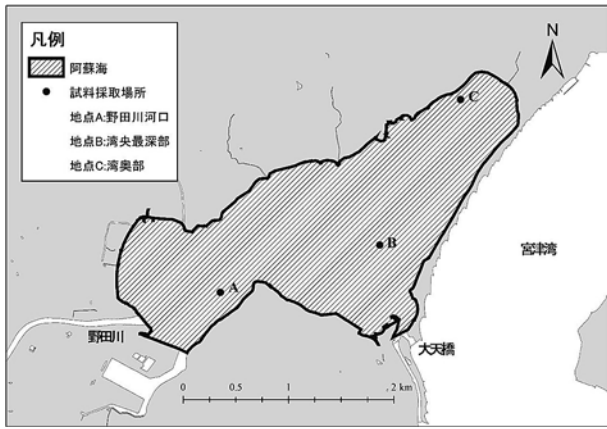 凡例
阿蘇海
試料採取場所
地点A:野田川河口
地点B:湾央最深部
地点C:湾奥部
N
C
B
A
宮津湾
野田川
大天橋
0 0.5 1 2 km